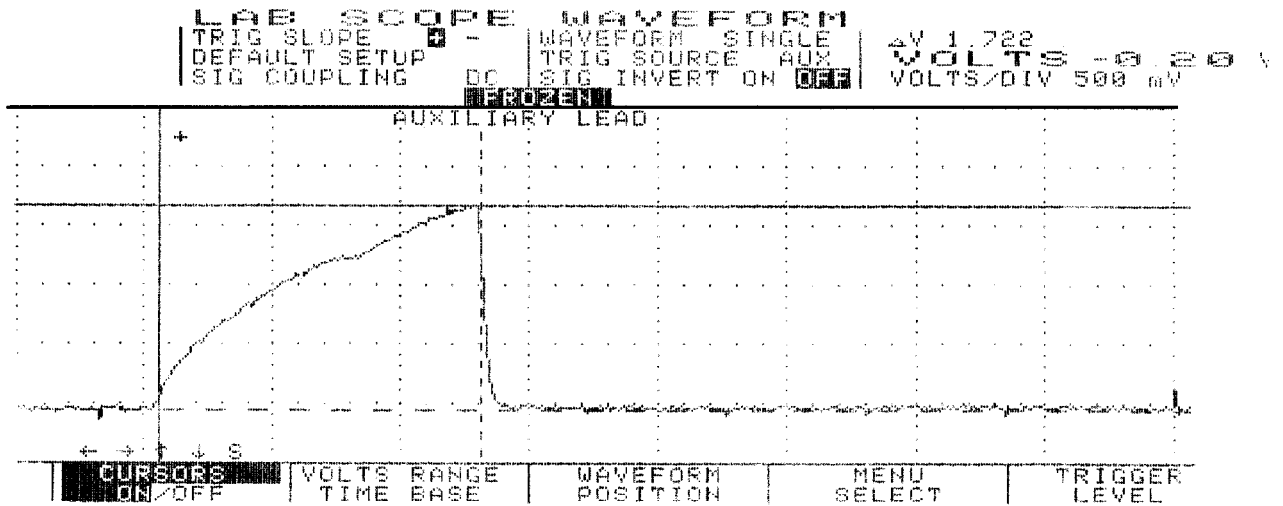 LAB SCOPE WAVEFORM
TRIG SLOPE + - WAVEFORM SINGLE ΔV 1.722
DEFAULT SETUP TRIG SOURCE AUX VOLTS -0.20 V
SIG COUPLING DC SIG INVERT ON OFF VOLTS/DIV 500 mV
FROZEN
AUXILIARY LEAD
+
← → ↑ ↓ S
CURSORS VOLTS RANGE WAVEFORM MENU TRIGGER
ON/OFF TIME BASE POSITION SELECT LEVEL